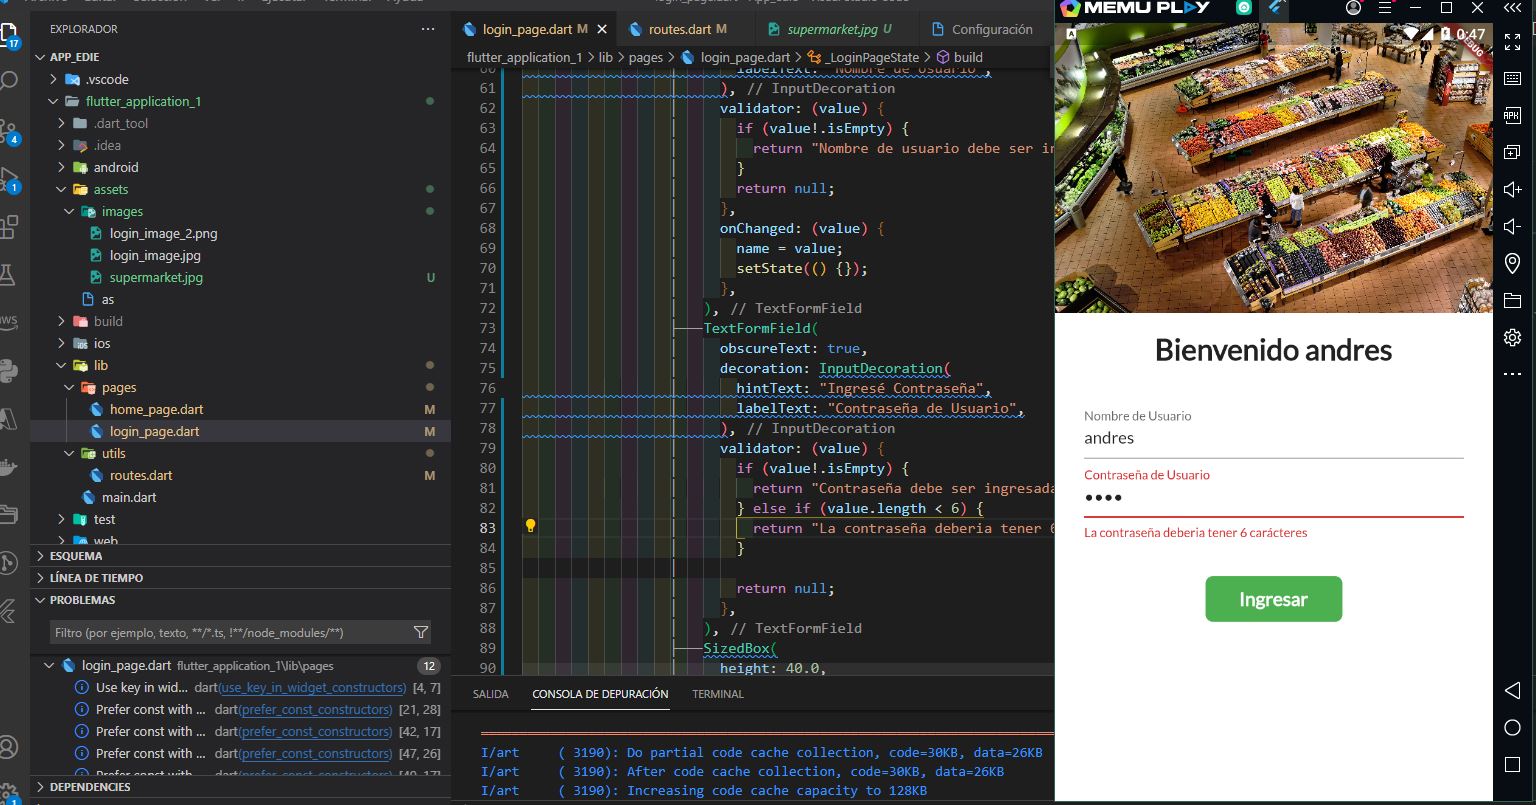 EXPLORADOR
APP_EDIE
.vscode
flutter_application_1
.dart_tool
.idea
android
assets
images
login_image_2.png
login_image.jpg
supermarket.jpg U
as
build
ios
lib
pages
home_page.dart M
login_page.dart M
utils
routes.dart M
main.dart
test
web
ESQUEMA
LÍNEA DE TIEMPO
PROBLEMAS
Filtro (por ejemplo, texto, **/*.ts, !**/node_modules/**)
login_page.dart flutter_application_1\lib\pages 12
Use key in wid... dart(use_key_in_widget_constructors) [4, 7]
Prefer const with ... dart(prefer_const_constructors) [21, 28]
Prefer const with ... dart(prefer_const_constructors) [42, 17]
Prefer const with ... dart(prefer_const_constructors) [47, 26]
DEPENDENCIES
17
4
1
aws
1
login_page.dart M
routes.dart M
supermarket.jpg U
Configuración
flutter_application_1 > lib > pages > login_page.dart > _LoginPageState > build
60 labelText: "Nombre de Usuario",
61 ), // InputDecoration
62 validator: (value) {
63 if (value!.isEmpty) {
64 return "Nombre de usuario debe ser in
65 }
66 return null;
67 },
68 onChanged: (value) {
69 name = value;
70 setState(() {});
71 },
72 ), // TextFormField
73 TextFormField(
74 obscureText: true,
75 decoration: InputDecoration(
76 hintText: "Ingresé Contraseña",
77 labelText: "Contraseña de Usuario",
78 ), // InputDecoration
79 validator: (value) {
80 if (value!.isEmpty) {
81 return "Contraseña debe ser ingresada
82 } else if (value.length < 6) {
83 return "La contraseña deberia tener 6
84 }
85
86 return null;
87 },
88 ), // TextFormField
89 SizedBox(
90 height: 40.0,
SALIDA
CONSOLA DE DEPURACIÓN
TERMINAL
I/art ( 3190): Do partial code cache collection, code=30KB, data=26KB
I/art ( 3190): After code cache collection, code=30KB, data=26KB
I/art ( 3190): Increasing code cache capacity to 128KB
MEMU PLAY
A
0:47
Bienvenido andres
Nombre de Usuario
andres
Contraseña de Usuario
••••
La contraseña deberia tener 6 carácteres
Ingresar
APK